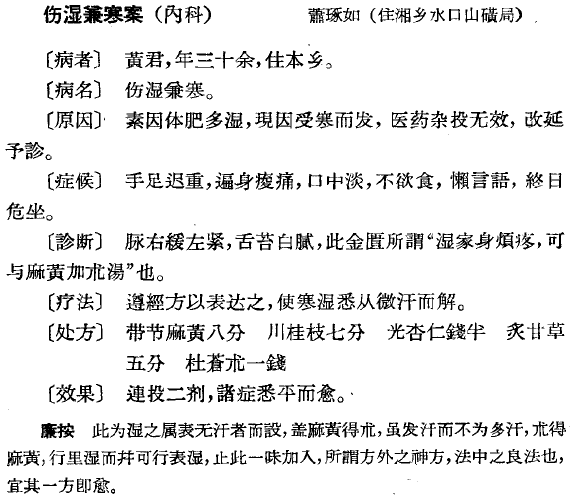 伤湿兼寒案（内科）　蕭琢如（住湘乡水口山礦局）
〔病者〕　黄君，年三十余，住本乡。
〔病名〕　伤湿兼寒。
〔原因〕　素因体肥多湿，現因受寒而发，医药杂投无效，改延
予診。
〔症候〕　手足迟重，遍身痠痛，口中淡，不欲食，懶言語，終日
危坐。
〔診断〕　脉右緩左紧，舌苔白膩，此金匱所謂“湿家身煩疼，可
与麻黄加朮湯”也。
〔疗法〕　遵經方以表达之，使寒湿悉从微汗而解。
〔处方〕　带节麻黄八分　川桂枝七分　光杏仁錢半　炙甘草
五分　杜蒼朮一錢
〔效果〕　連投二剂，諸症悉平而愈。
廉按　此为湿之属表无汗者而設，盖麻黄得朮，虽发汗而不为多汗，朮得
麻黄，行里湿而幷可行表湿，止此一味加入，所謂方外之神方，法中之良法也，
宜其一方即愈。